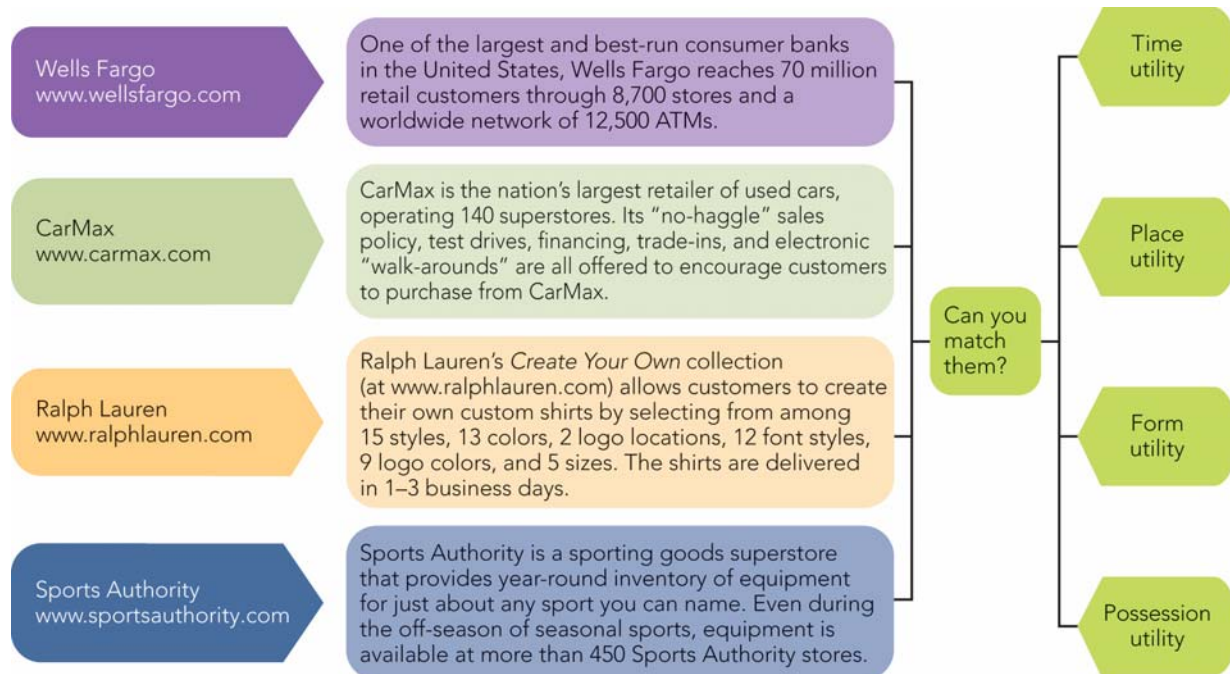 Wells Fargo
www.wellsfargo.com
One of the largest and best-run consumer banks
in the United States, Wells Fargo reaches 70 million
retail customers through 8,700 stores and a
worldwide network of 12,500 ATMs.
CarMax
www.carmax.com
CarMax is the nation’s largest retailer of used cars,
operating 140 superstores. Its “no-haggle” sales
policy, test drives, financing, trade-ins, and electronic
“walk-arounds” are all offered to encourage customers
to purchase from CarMax.
Ralph Lauren
www.ralphlauren.com
Ralph Lauren’s Create Your Own collection
(at www.ralphlauren.com) allows customers to create
their own custom shirts by selecting from among
15 styles, 13 colors, 2 logo locations, 12 font styles,
9 logo colors, and 5 sizes. The shirts are delivered
in 1–3 business days.
Sports Authority
www.sportsauthority.com
Sports Authority is a sporting goods superstore
that provides year-round inventory of equipment
for just about any sport you can name. Even during
the off-season of seasonal sports, equipment is
available at more than 450 Sports Authority stores.
Can you
match
them?
Time
utility
Place
utility
Form
utility
Possession
utility